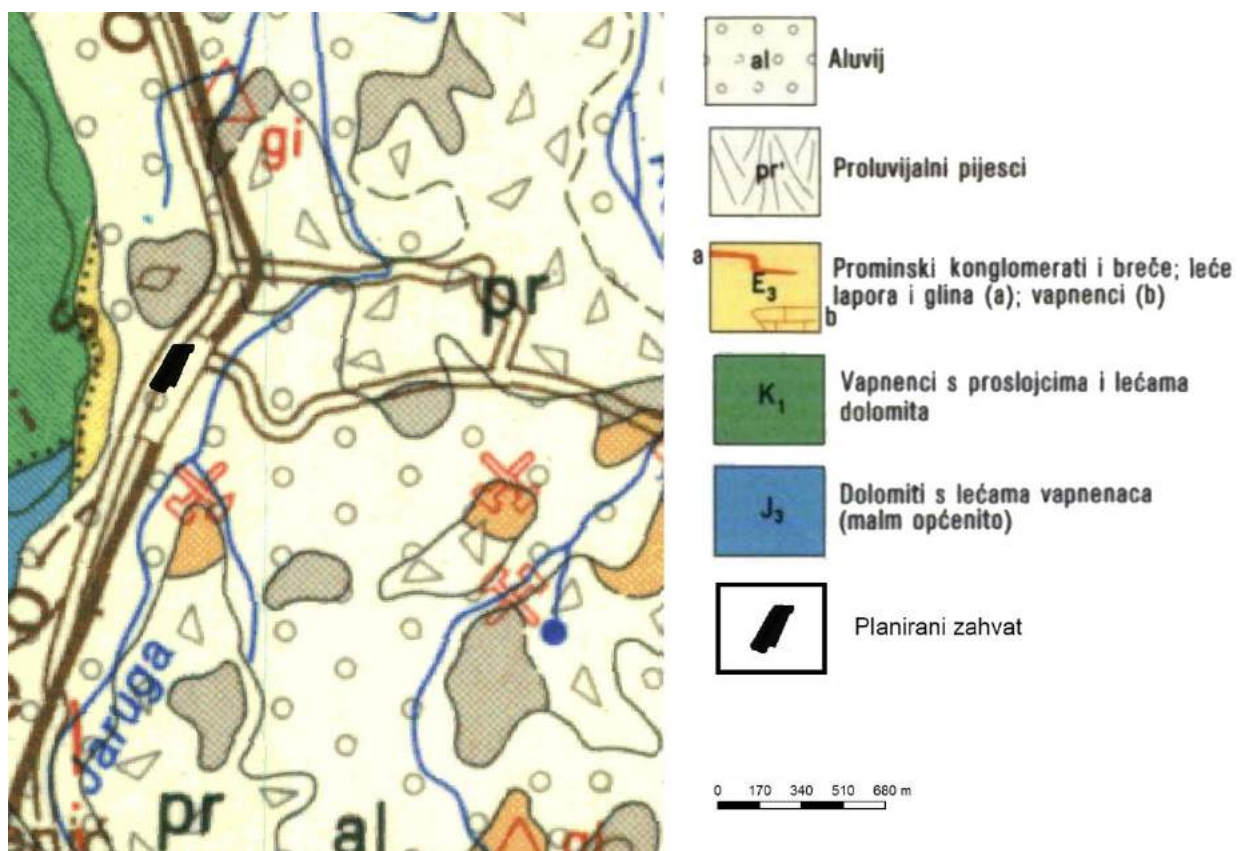 gi
pr
Jaruga
pr
al
al
Aluvij
pr'
Proluvijalni pijesci
a
E3
b
Prominski konglomerati i breče; leće
lapora i glina (a); vapnenci (b)
K1
Vapnenci s proslojcima i lećama
dolomita
J3
Dolomiti s lećama vapnenaca
(malm općenito)
Planirani zahvat
0 170 340 510 680 m